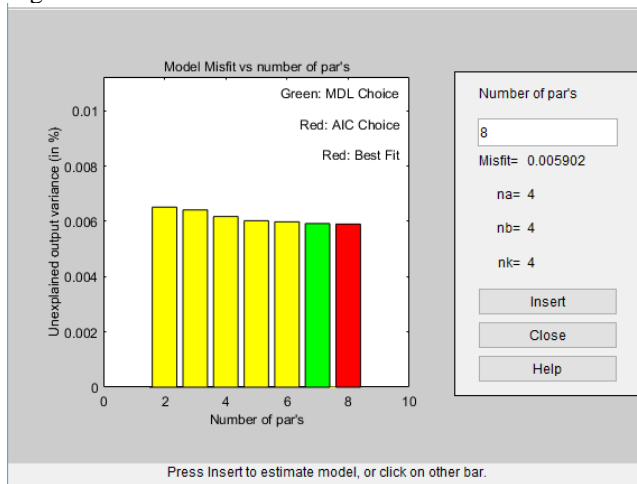 Model Misfit vs number of par's
Green: MDL Choice
Red: AIC Choice
Red: Best Fit
Unexplained output variance (in %)
0.01
0.008
0.006
0.004
0.002
0
0 2 4 6 8 10
Number of par's
Number of par's
8
Misfit= 0.005902
na= 4
nb= 4
nk= 4
Insert
Close
Help
Press Insert to estimate model, or click on other bar.